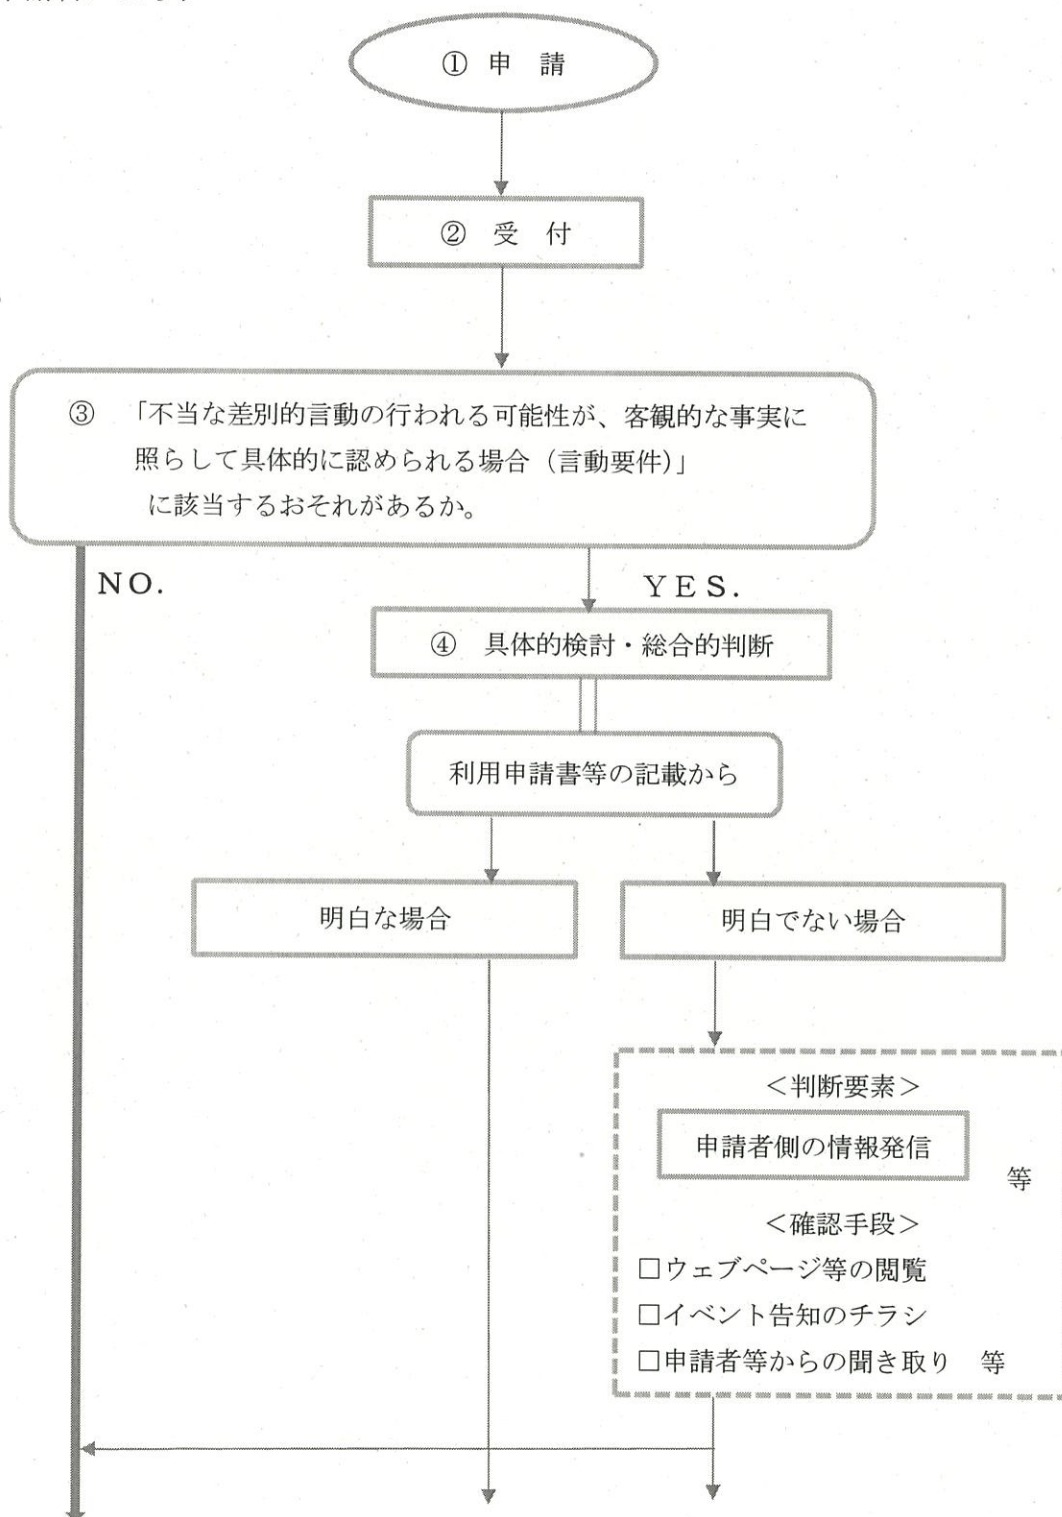 ① 申 請
② 受 付
③ 「不当な差別的言動の行われる可能性が、客観的な事実に
照らして具体的に認められる場合（言動要件）」
に該当するおそれがあるか。
NO.
YES.
④ 具体的検討・総合的判断
利用申請書等の記載から
明白な場合
明白でない場合
＜判断要素＞
申請者側の情報発信
等
＜確認手段＞
□ウェブページ等の閲覧
□イベント告知のチラシ
□申請者等からの聞き取り 等